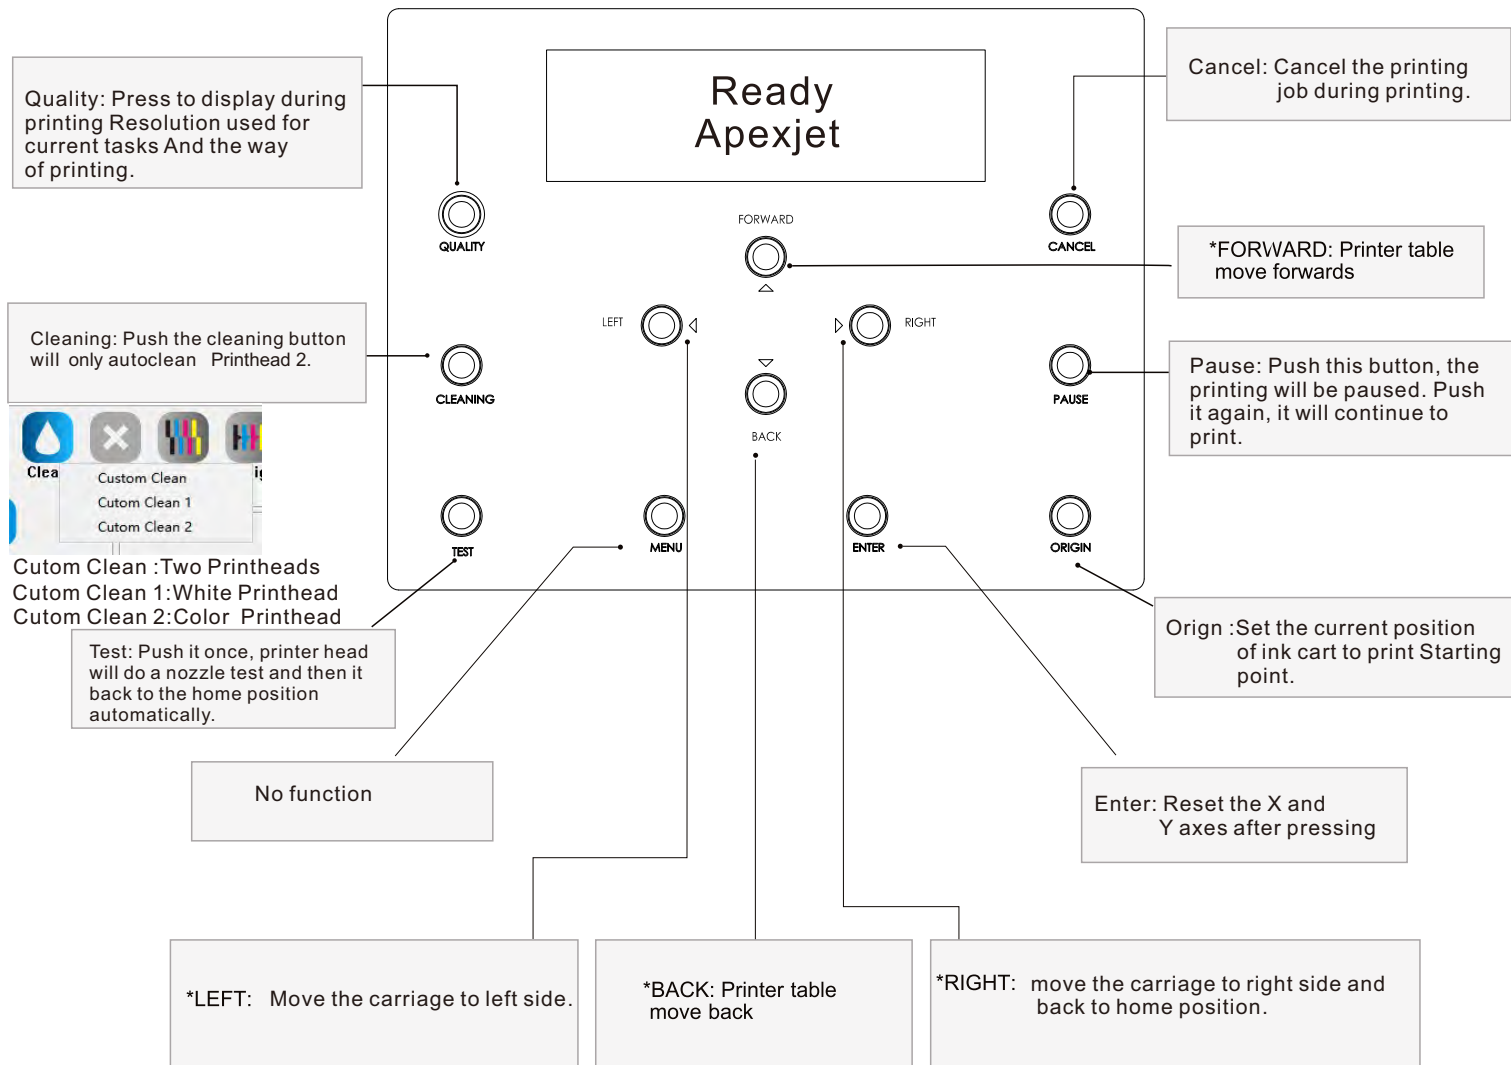 Ready
Apexjet
Quality: Press to display during
printing Resolution used for
current tasks And the way
of printing.
Cancel: Cancel the printing
job during printing.
QUALITY
FORWARD
CANCEL
*FORWARD: Printer table
move forwards
LEFT
RIGHT
Cleaning: Push the cleaning button
will only autoclean Printhead 2.
CLEANING
BACK
PAUSE
Pause: Push this button, the
printing will be paused. Push
it again, it will continue to
print.
Clea
Custom Clean
Cutom Clean 1
Cutom Clean 2
TEST
MENU
ENTER
ORIGIN
Cutom Clean :Two Printheads
Cutom Clean 1:White Printhead
Cutom Clean 2:Color Printhead
Test: Push it once, printer head
will do a nozzle test and then it
back to the home position
automatically.
Orign :Set the current position
of ink cart to print Starting
point.
No function
Enter: Reset the X and
Y axes after pressing
*LEFT: Move the carriage to left side.
*BACK: Printer table
move back
*RIGHT: move the carriage to right side and
back to home position.